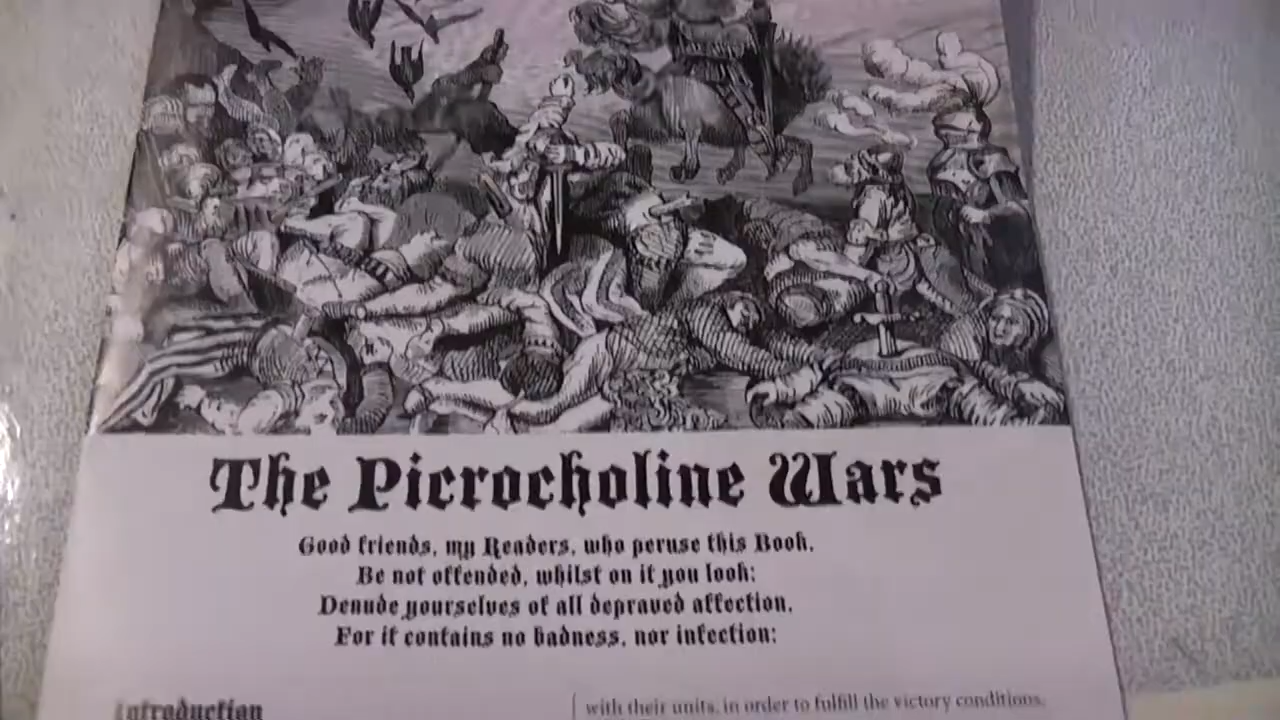 The Picrocholine Wars
Good friends, my Readers, who peruse this Book,
Be not offended, whilst on it you look:
Denude yourselves of all depraved affection,
For it contains no badness, nor infection:
introduction
with their units, in order to fulfill the victory conditions.